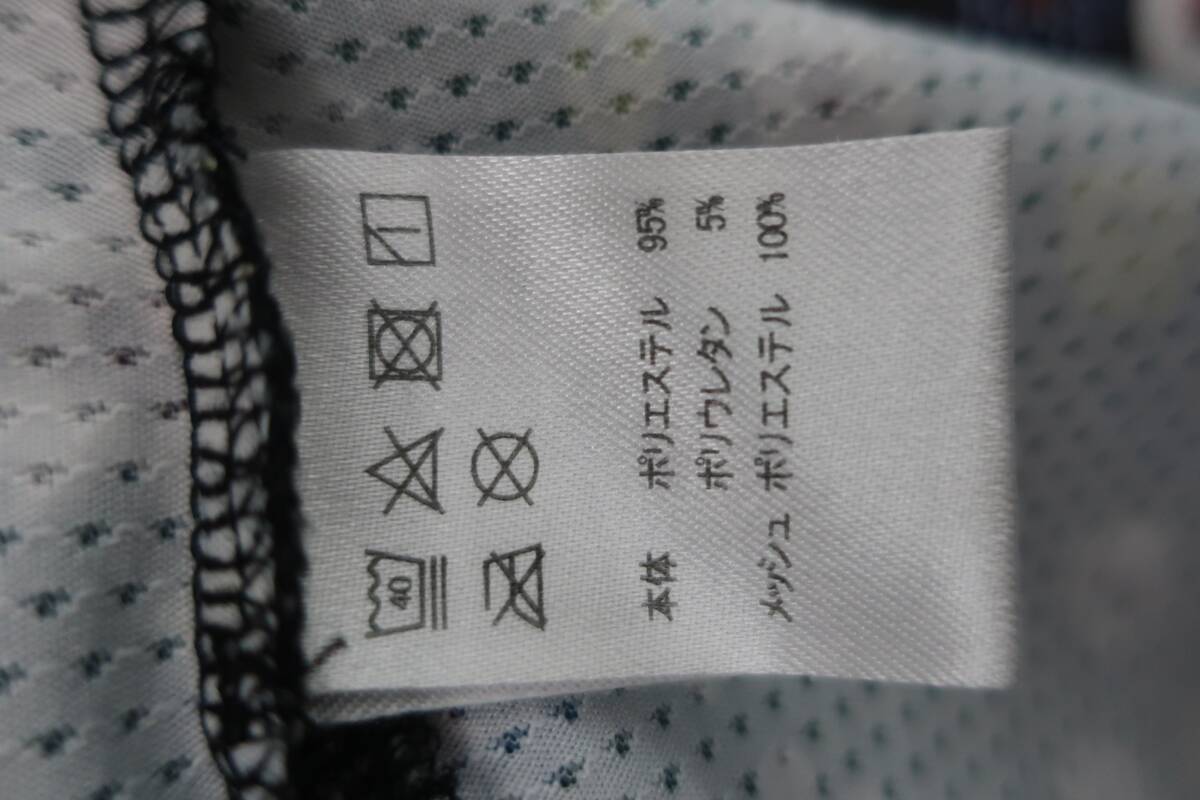 40
本体 ポリエステル 95%
ポリウレタン 5%
メッシュ ポリエステル 100%